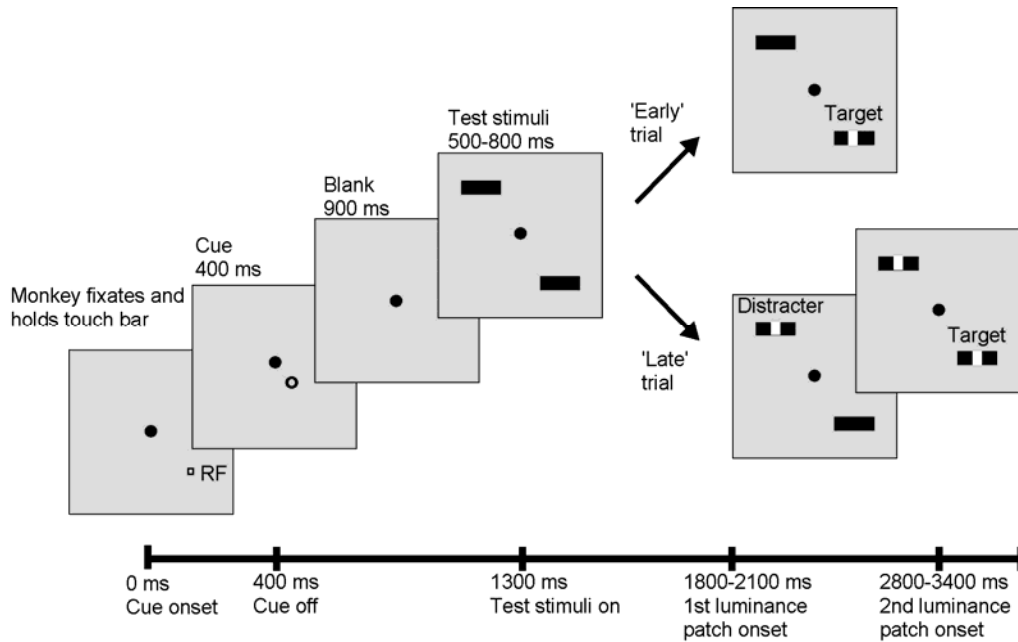 Monkey fixates and
holds touch bar
RF
Cue
400 ms
Blank
900 ms
Test stimuli
500-800 ms
'Early'
trial
Target
'Late'
trial
Distracter
Target
0 ms
Cue onset
400 ms
Cue off
1300 ms
Test stimuli on
1800-2100 ms
1st luminance
patch onset
2800-3400 ms
2nd luminance
patch onset